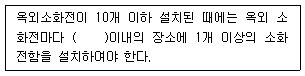 옥외소화전이 10개 이하 설치된 때에는 옥외 소
화전마다 (    )이내의 장소에 1개 이상의 소화
전함을 설치하여야 한다.